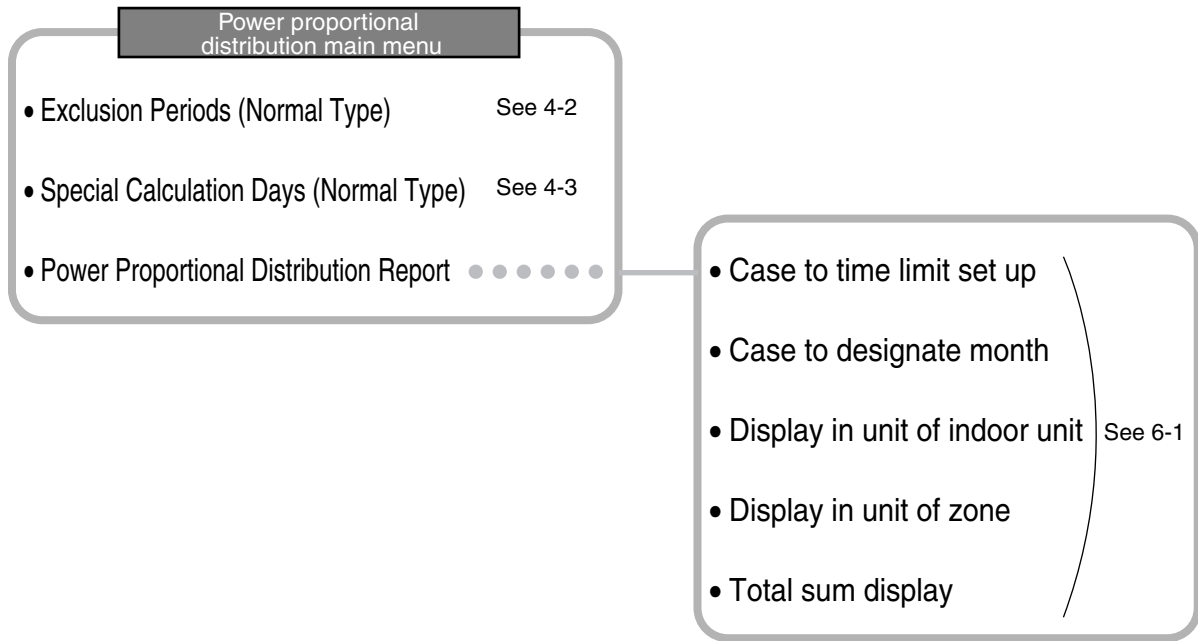 Power proportional
distribution main menu
• Exclusion Periods (Normal Type) See 4-2
• Special Calculation Days (Normal Type) See 4-3
• Power Proportional Distribution Report
• Case to time limit set up
• Case to designate month
• Display in unit of indoor unit See 6-1
• Display in unit of zone
• Total sum display